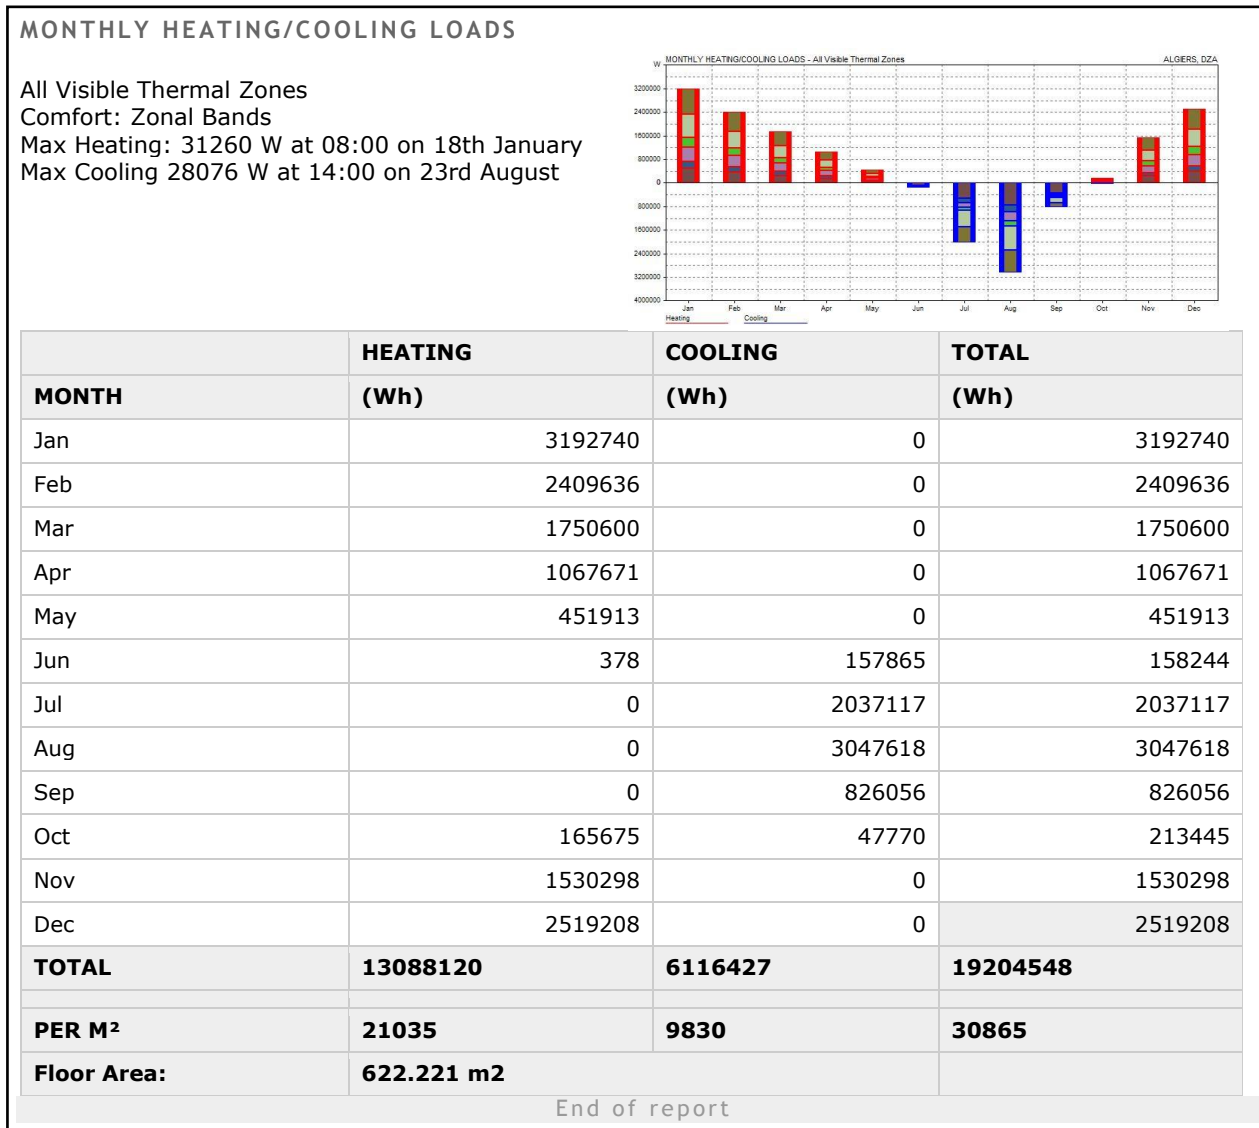 MONTHLY HEATING/COOLING LOADS
All Visible Thermal Zones
Comfort: Zonal Bands
Max Heating: 31260 W at 08:00 on 18th January
Max Cooling 28076 W at 14:00 on 23rd August
W MONTHLY HEATING/COOLING LOADS - All Visible Thermal Zones ALGIERS, DZA
3200000
2400000
1600000
800000
0
800000
1600000
2400000
3200000
4000000
Jan Feb Mar Apr May Jun Jul Aug Sep Oct Nov Dec
Heating Cooling
HEATING COOLING TOTAL
MONTH (Wh) (Wh) (Wh)
Jan 3192740 0 3192740
Feb 2409636 0 2409636
Mar 1750600 0 1750600
Apr 1067671 0 1067671
May 451913 0 451913
Jun 378 157865 158244
Jul 0 2037117 2037117
Aug 0 3047618 3047618
Sep 0 826056 826056
Oct 165675 47770 213445
Nov 1530298 0 1530298
Dec 2519208 0 2519208
TOTAL 13088120 6116427 19204548
PER M² 21035 9830 30865
Floor Area: 622.221 m2
End of report